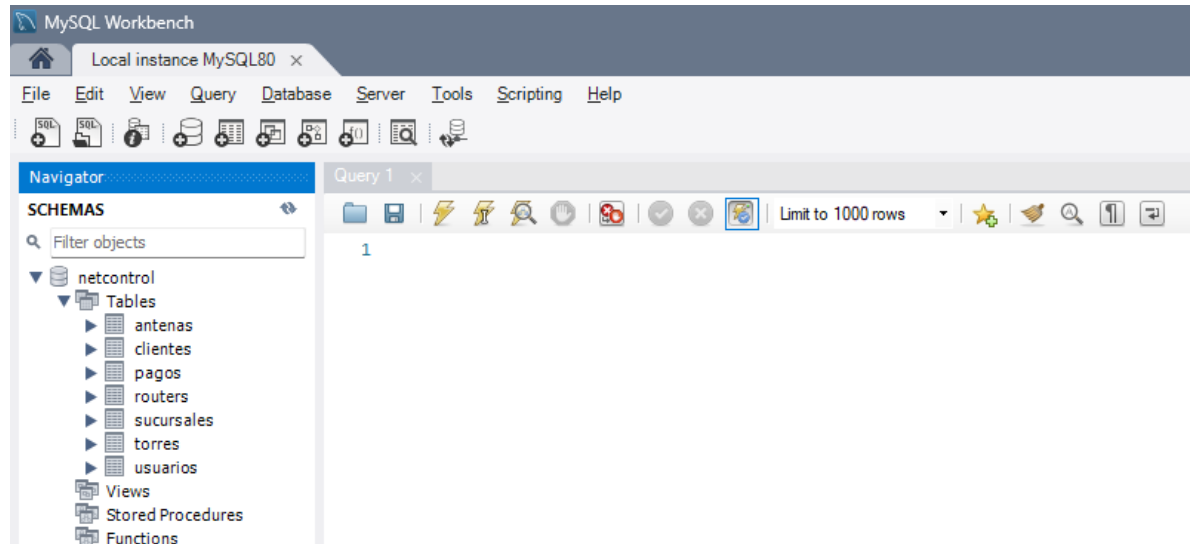 MySQL Workbench
Local instance MySQL80
File Edit View Query Database Server Tools Scripting Help
Navigator
Query 1
SCHEMAS
Limit to 1000 rows
Filter objects
1
netcontrol
Tables
antenas
clientes
pagos
routers
sucursales
torres
usuarios
Views
Stored Procedures
Functions